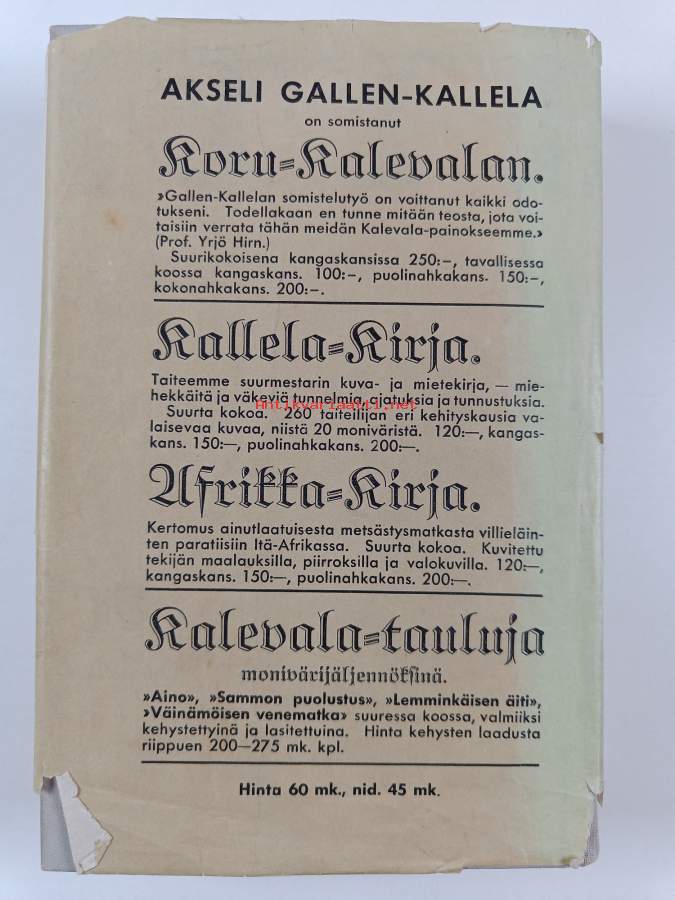 AKSELI GALLEN-KALLELA
on somistanut
Koru=Kalevalan.
»Gallen-Kallelan somistelutyö on voittanut kaikki odo-
tukseni. Todellakaan en tunne mitään teosta, jota voi-
taisiin verrata tähän meidän Kalevala-painokseemme.»
(Prof. Yrjö Hirn.)
Suurikokoisena kangaskansissa 250:–, tavallisessa
koossa kangaskans. 100:–, puolinahkakans. 150:–,
kokonahkakans. 200:–.
Kallela=Kirja.
Taiteemme suurmestarin kuva- ja mietekirja, — mie-
hekkäitä ja väkeviä tunnelmia, ajatuksia ja tunnustuksia.
Antikvariaatti.net
Suurta kokoa. 260 taiteilijan eri kehityskausia va-
laisevaa kuvaa, niistä 20 moniväristä. 120:—, kangas-
kans. 150:—, puolinahkakans. 200:—.
Afrikka=Kirja.
Kertomus ainutlaatuisesta metsästysmatkasta villieläin-
ten paratiisiin Itä-Afrikassa. Suurta kokoa. Kuvitettu
tekijän maalauksilla, piirroksilla ja valokuvilla. 120:—,
kangaskans. 150:—, puolinahkakans. 200:—.
Kalevala=tauluja
monivärijäljennöksinä.
»Aino», »Sammon puolustus», »Lemminkäisen äiti»,
»Väinämöisen venematka» suuressa koossa, valmiiksi
kehystettyinä ja lasitettuina. Hinta kehysten laadusta
riippuen 200—275 mk. kpl.
Hinta 60 mk., nid. 45 mk.